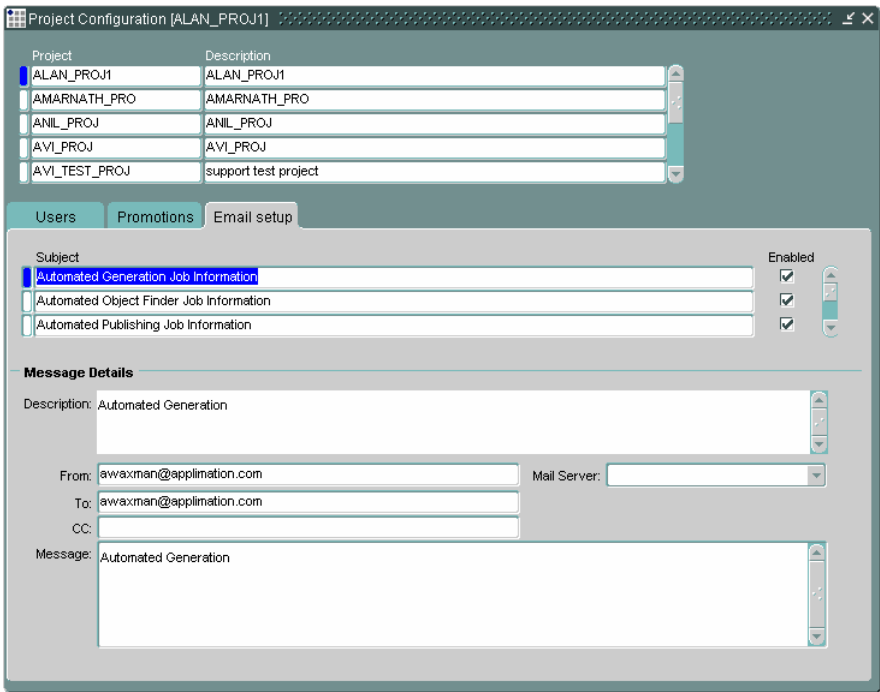 Project Configuration [ALAN_PROJ1]
Project Description
ALAN_PROJ1 ALAN_PROJ1
AMARNATH_PRO AMARNATH_PRO
ANIL_PROJ ANIL_PROJ
AVI_PROJ AVI_PROJ
AVI_TEST_PROJ support test project
Users Promotions Email setup
Subject Enabled
Automated Generation Job Information
Automated Object Finder Job Information
Automated Publishing Job Information
Message Details
Description: Automated Generation
From: awaxman@applimation.com Mail Server:
To: awaxman@applimation.com
CC:
Message: Automated Generation